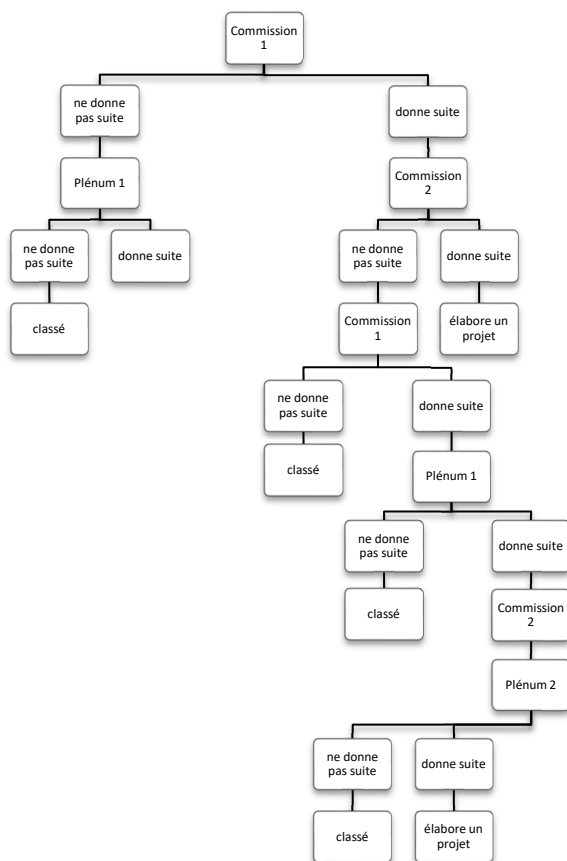 Commission
1
ne donne
pas suite
donne suite
Plénum 1
Commission
2
ne donne
pas suite
donne suite
ne donne
pas suite
donne suite
classé
Commission
1
élabore un
projet
ne donne
pas suite
donne suite
classé
Plénum 1
ne donne
pas suite
donne suite
classé
Commission
2
Plénum 2
ne donne
pas suite
donne suite
classé
élabore un
projet